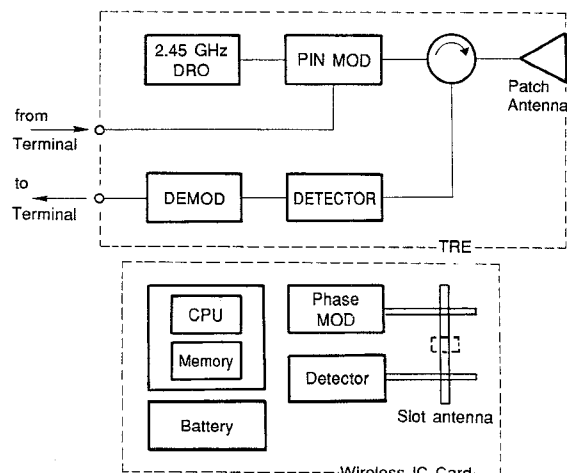 2.45 GHz
DRO
PIN MOD
Patch
Antenna
from
Terminal
to
Terminal
DEMOD
DETECTOR
TRE
CPU
Memory
Battery
Phase
MOD
Detector
Slot antenna
Wireless IC Card